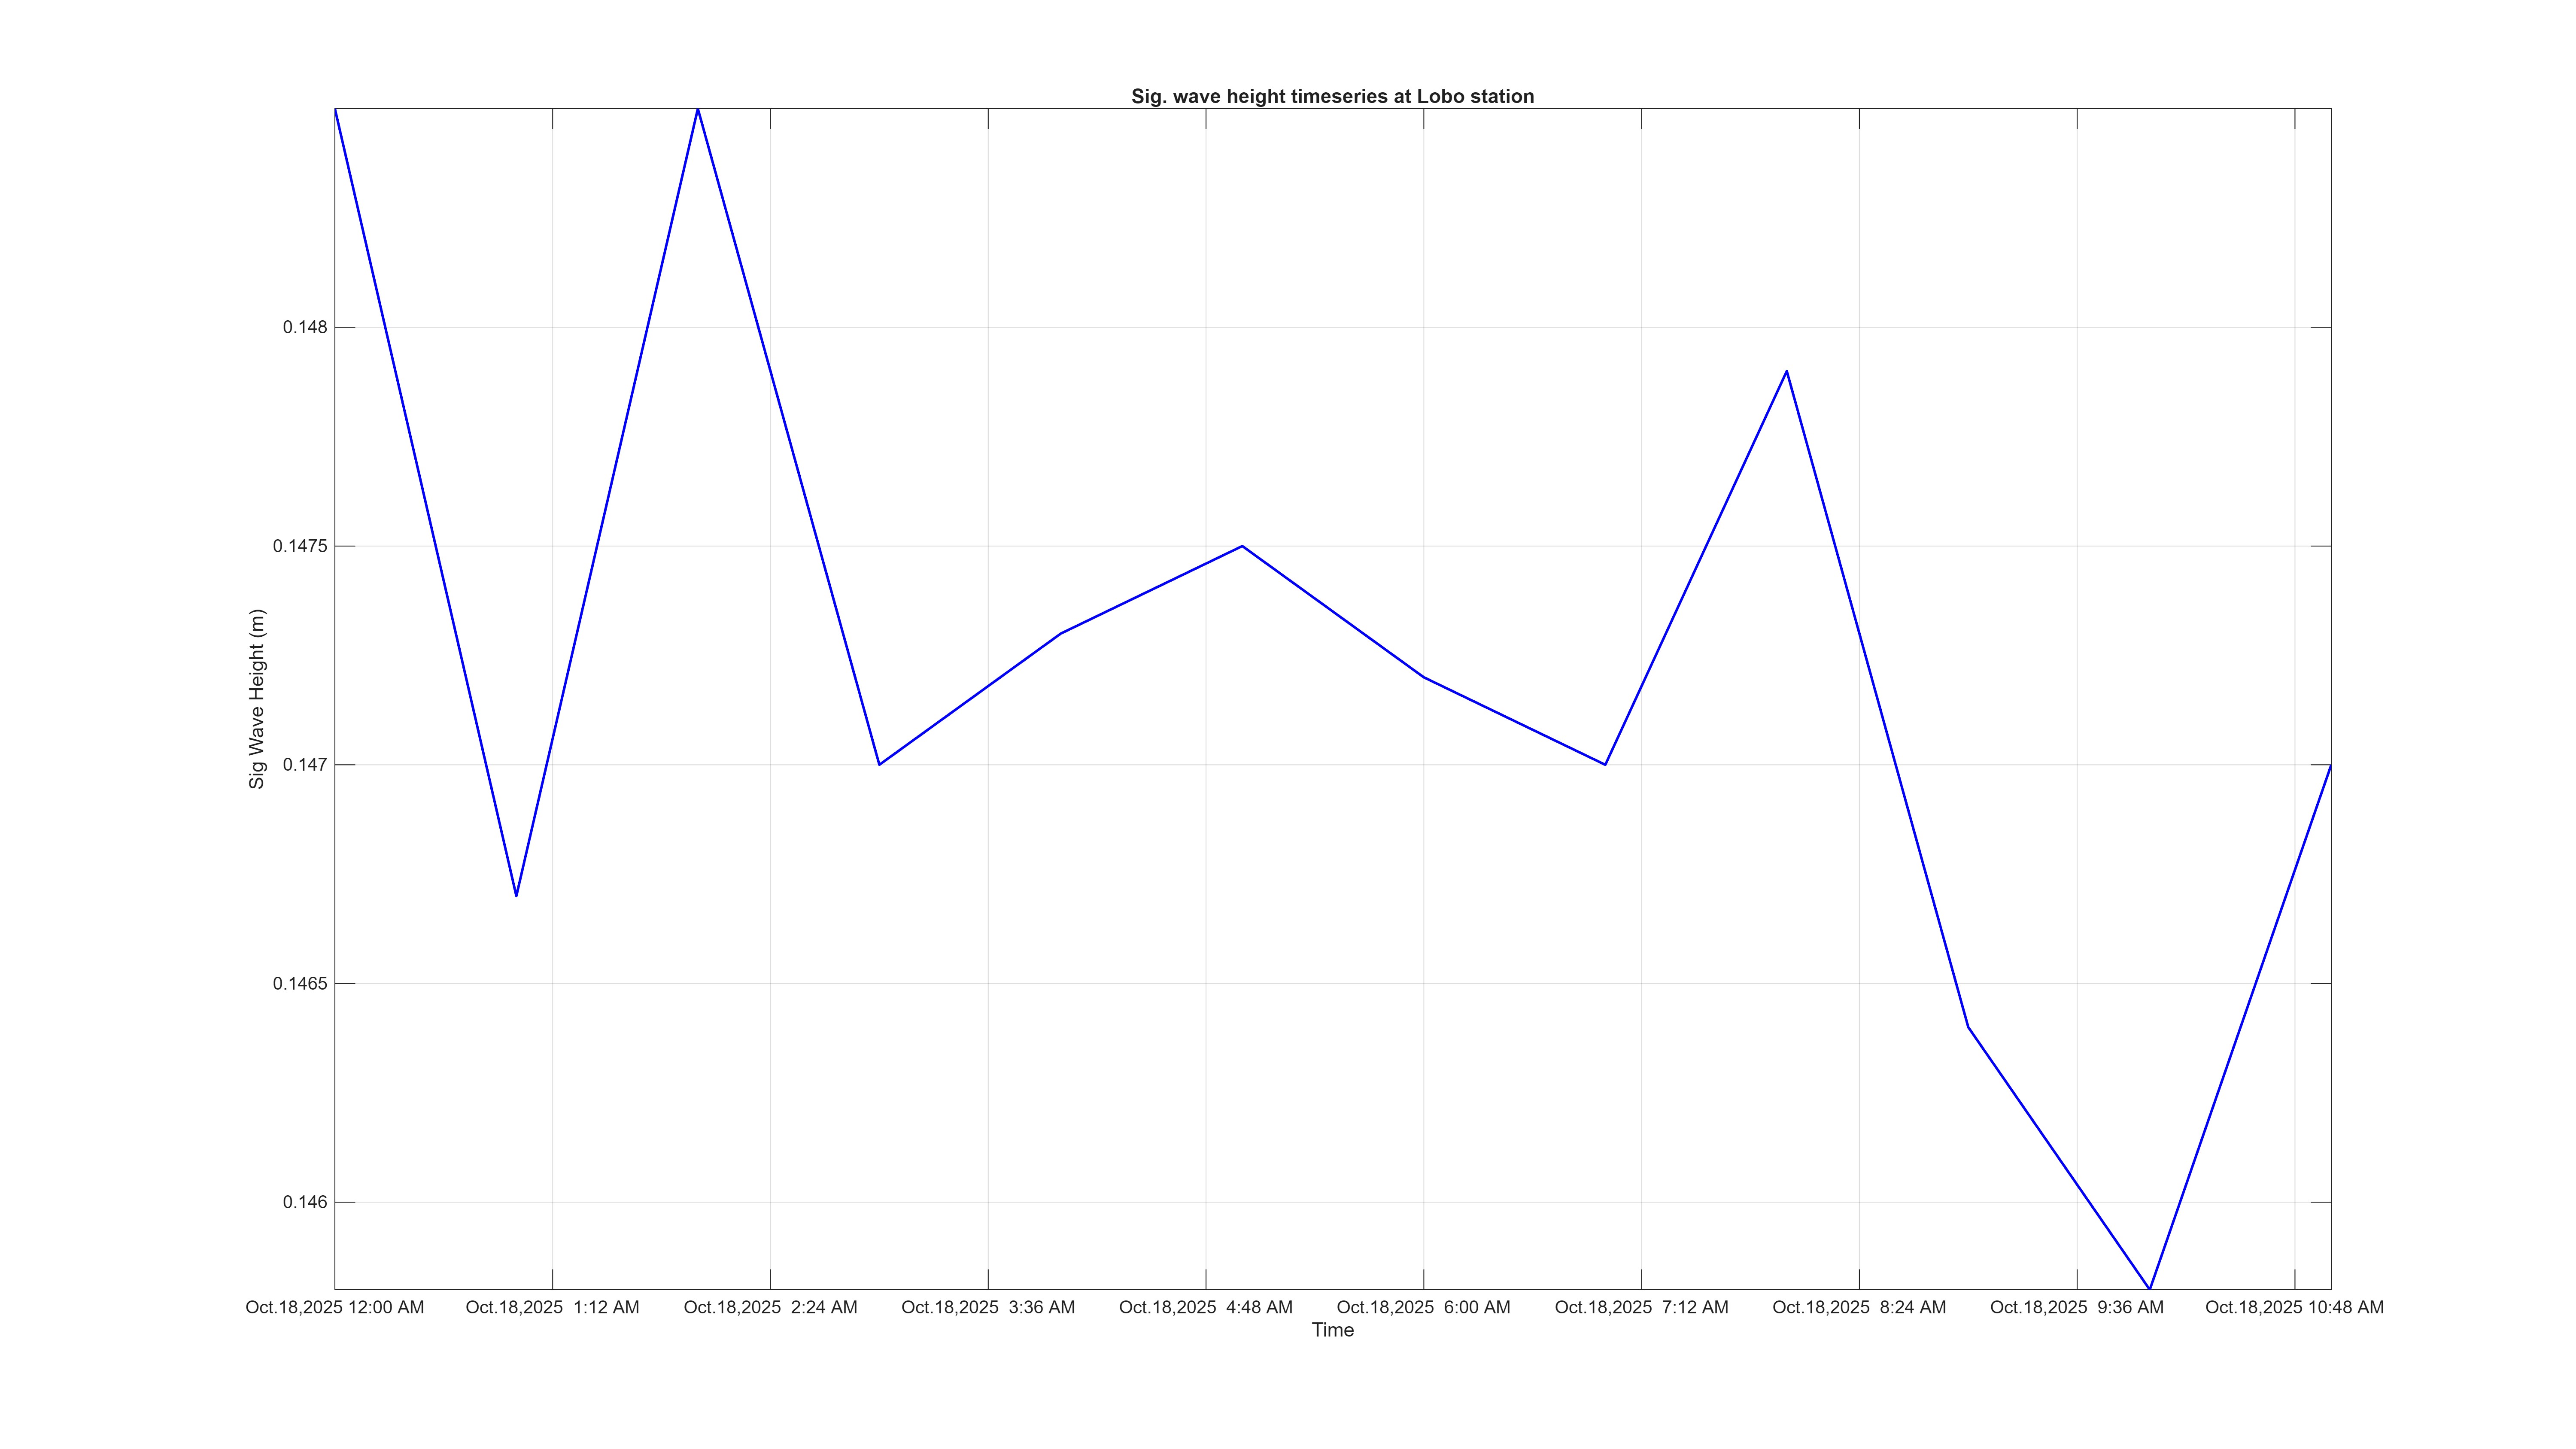 Sig. wave height timeseries at Lobo station
0.148
0.1475
0.147
0.1465
0.146
Sig Wave Height (m)
Oct.18,2025 12:00 AM
Oct.18,2025  1:12 AM
Oct.18,2025  2:24 AM
Oct.18,2025  3:36 AM
Oct.18,2025  4:48 AM
Oct.18,2025  6:00 AM
Oct.18,2025  7:12 AM
Oct.18,2025  8:24 AM
Oct.18,2025  9:36 AM
Oct.18,2025 10:48 AM
Time